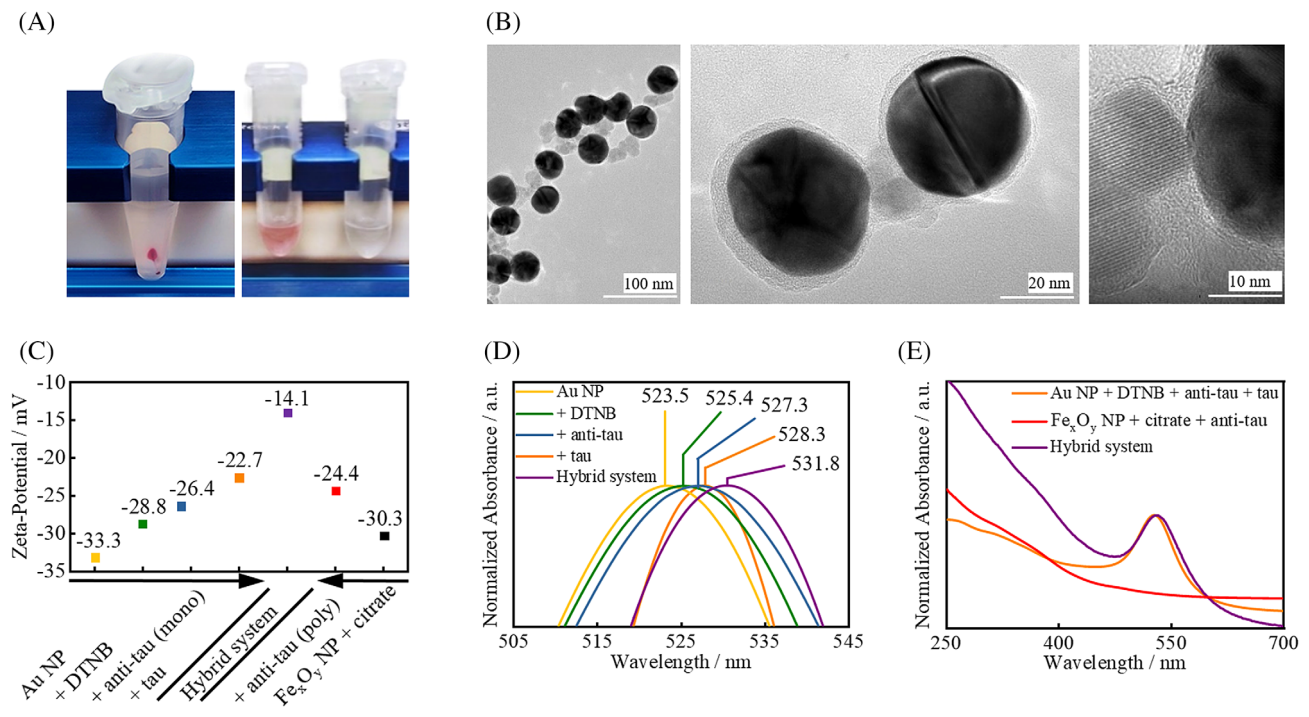 (A)
(B)
100 nm
20 nm
10 nm
(C)
Zeta-Potential / mV
-10
-15
-20
-25
-30
-35
-33.3
-28.8
-26.4
-22.7
-14.1
-24.4
-30.3
Au NP
+ DTNB
+ anti-tau (mono)
+ tau
Hybrid system
+ anti-tau (poly)
FexOy NP + citrate
(D)
Normalized Absorbance / a.u.
Au NP
+ DTNB
+ anti-tau
+ tau
Hybrid system
523.5
525.4
527.3
528.3
531.8
505
515
525
535
545
Wavelength / nm
(E)
Normalized Absorbance / a.u.
Au NP + DTNB + anti-tau + tau
FexOy NP + citrate + anti-tau
Hybrid system
250
400
550
700
Wavelength / nm